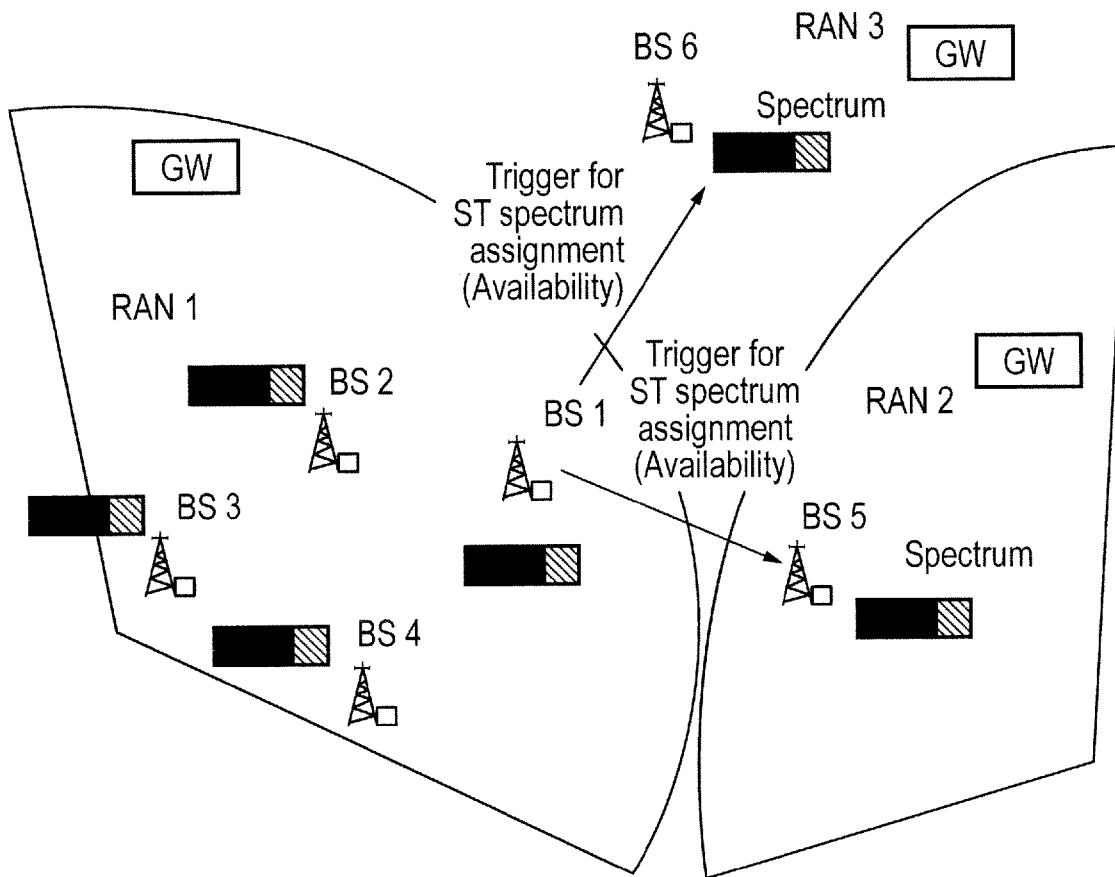 RAN 3
BS 6
GW
Spectrum
GW
Trigger for
ST spectrum
assignment
(Availability)
RAN 1
GW
Trigger for
ST spectrum
assignment
(Availability)
BS 2
BS 1
RAN 2
BS 3
BS 5
Spectrum
BS 4